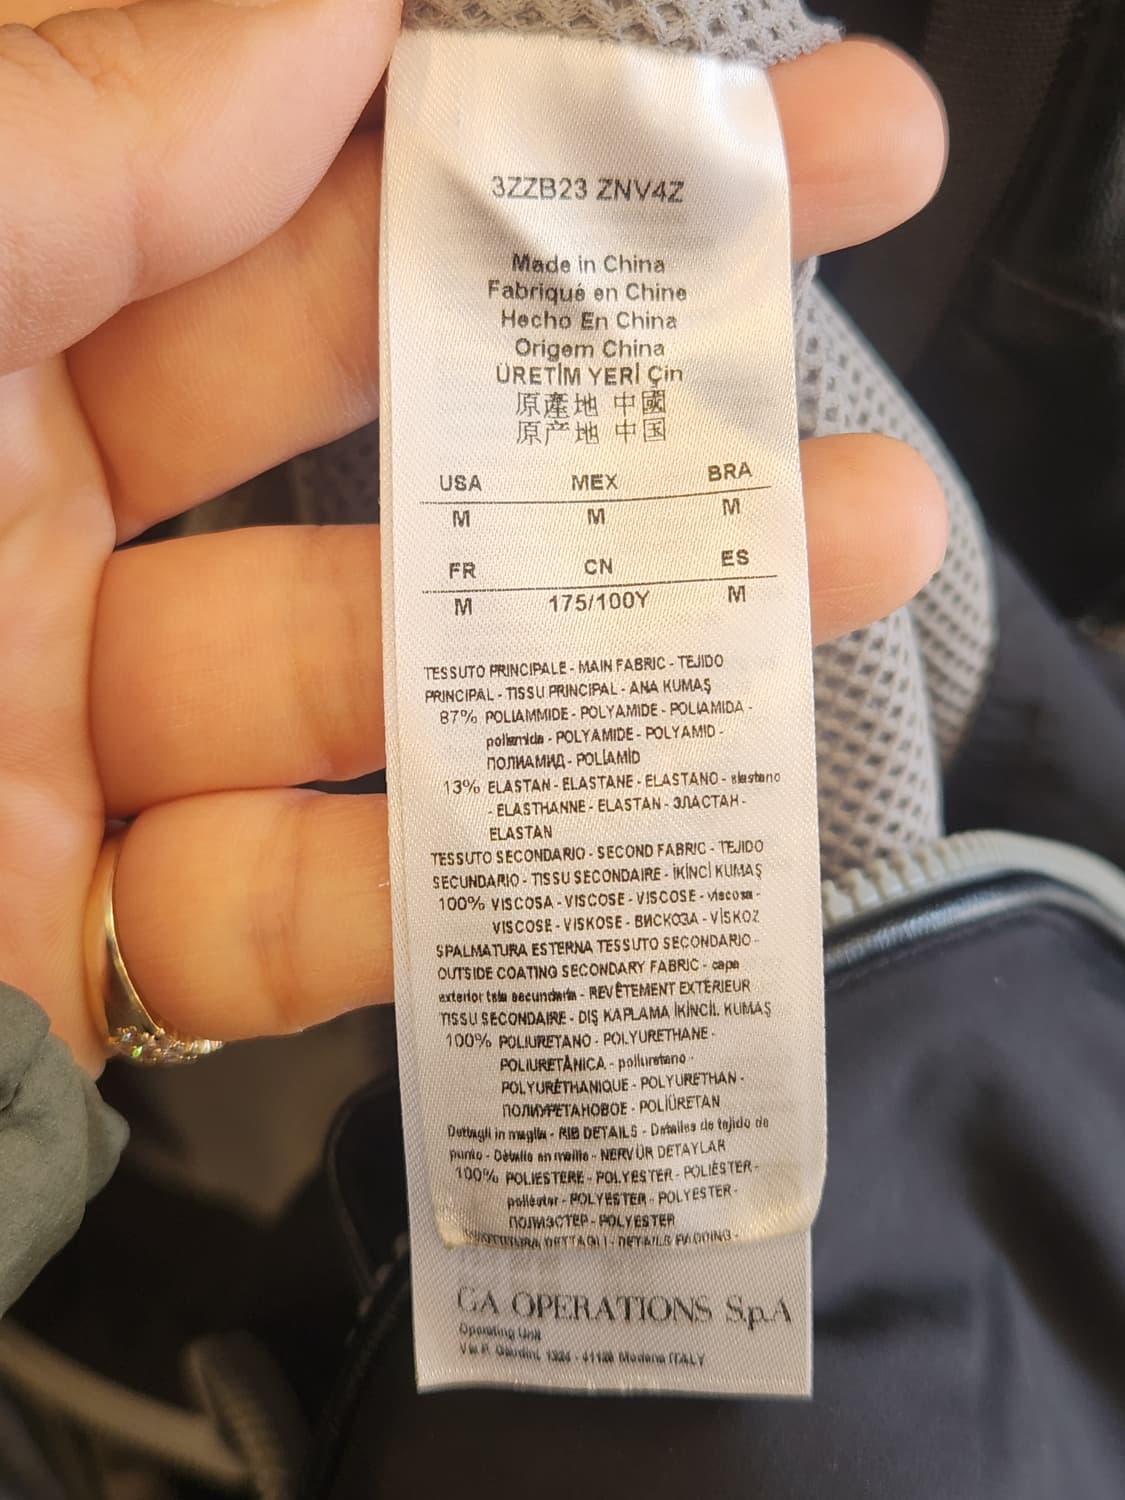 3ZZB23 ZNV4Z
Made in China
Fabriqué en Chine
Hecho En China
Origem China
ÜRETİM YERİ Çin
原產地 中國
原产地 中国
USA MEX BRA
M M M
FR CN ES
M 175/100Y M
TESSUTO PRINCIPALE - MAIN FABRIC - TEJIDO
PRINCIPAL - TISSU PRINCIPAL - ANA KUMAŞ
87% POLIAMMIDE - POLYAMIDE - POLIAMIDA -
poliamida - POLYAMIDE - POLYAMID -
ПОЛИАМИД - POLİAMİD
13% ELASTAN - ELASTANE - ELASTANO - elastano
- ELASTHANNE - ELASTAN - ЭЛАСТАН -
ELASTAN
TESSUTO SECONDARIO - SECOND FABRIC - TEJIDO
SECUNDARIO - TISSU SECONDAIRE - İKİNCİ KUMAŞ
100% VISCOSA - VISCOSE - VISCOSE - viscosa -
VISCOSE - VISKOSE - ВИСКОЗА - VİSKOZ
SPALMATURA ESTERNA TESSUTO SECONDARIO -
OUTSIDE COATING SECONDARY FABRIC - capa
exterior tela secundaria - REVÊTEMENT EXTERIEUR
TISSU SECONDAIRE - DIŞ KAPLAMA İKİNCİL KUMAŞ
100% POLIURETANO - POLYURETHANE -
POLIURETÂNICA - poliuretano -
POLYURÉTHANIQUE - POLYURETHAN -
ПОЛИУРЕТАНОВОЕ - POLİÜRETAN
Dettagli in maglia - RIB DETAILS - Detalles de tejido de
punto - Détails en maille - NERVÜR DETAYLAR
100% POLIESTERE - POLYESTER - POLIÉSTER -
poliéster - POLYESTER - POLYESTER -
ПОЛИЭСТЕР - POLYESTER
DETTAGLI - DETAILS PADDING -
GA OPERATIONS S.p.A
Operating Unit
Modena ITALY